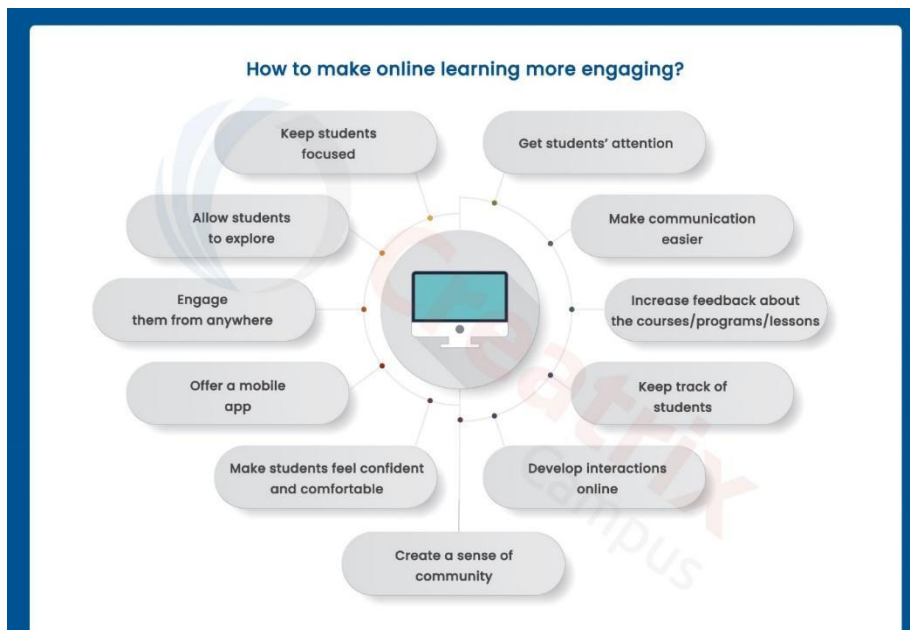 How to make online learning more engaging?
Keep students
focused
Get students' attention
Allow students
to explore
Make communication
easier
Engage
them from anywhere
Increase feedback about
the courses/programs/lessons
Offer a mobile
app
Keep track of
students
Make students feel confident
and comfortable
Develop interactions
online
Create a sense of
community
Creatrix
Campus